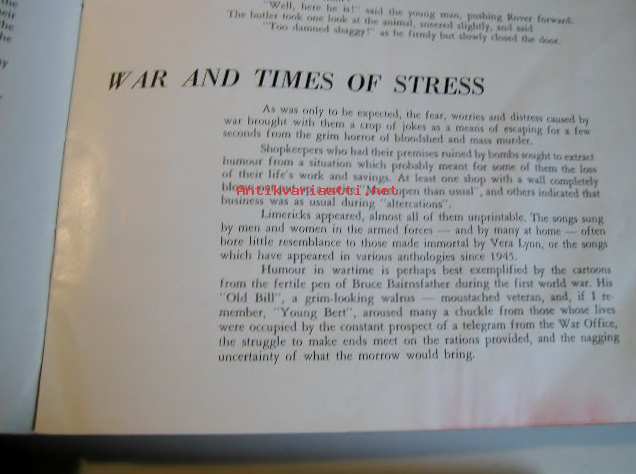 the
their
the
the
"Well, here he is!" said the young man, pushing Rover forward.
The butler took one look at the animal, sneered slightly, and said
"Too damned shaggy!" as he firmly but slowly closed the door.
WAR AND TIMES OF STRESS
As was only to be expected, the fear, worries and distress caused by
war brought with them a crop of jokes as a means of escaping for a few
seconds from the grim horror of bloodshed and mass murder.
Shopkeepers who had their premises ruined by bombs sought to extract
humour from a situation which probably meant for some of them the loss
of their life's work and savings. At least one shop with a wall completely
open than usual", and others indicated that
Antikvariaatti.Net
business was as usual during "altercations".
Limericks appeared, almost all of them unprintable. The songs sung
by men and women in the armed forces — and by many at home — often
bore little resemblance to those made immortal by Vera Lynn, or the songs
which have appeared in various anthologies since 1945.
Humour in wartime is perhaps best exemplified by the cartoons
from the fertile pen of Bruce Bairnsfather during the first world war. His
"Old Bill", a grim-looking walrus — moustached veteran, and, if I re-
member, "Young Bert", aroused many a chuckle from those whose lives
were occupied by the constant prospect of a telegram from the War Office,
the struggle to make ends meet on the rations provided, and the nagging
uncertainty of what the morrow would bring.